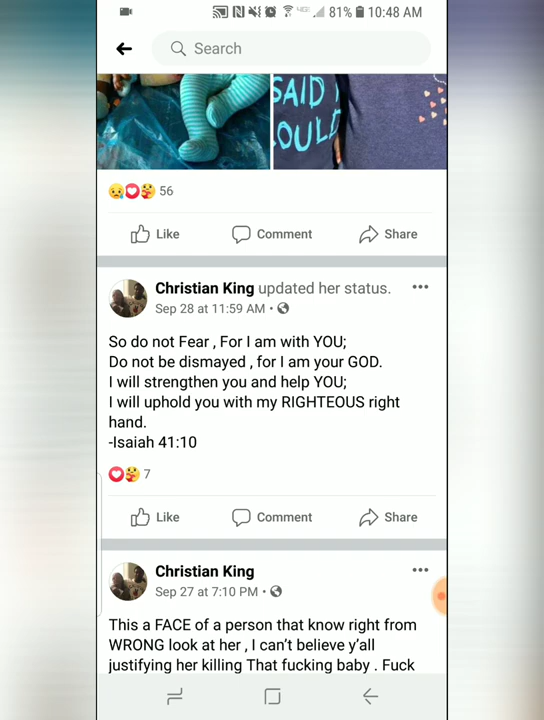 81% 10:48 AM
Search
SAID I
OULD
56
Like Comment Share
Christian King updated her status.
Sep 28 at 11:59 AM
So do not Fear , For I am with YOU;
Do not be dismayed , for I am your GOD.
I will strengthen you and help YOU;
I will uphold you with my RIGHTEOUS right
hand.
-Isaiah 41:10
7
Like Comment Share
Christian King
Sep 27 at 7:10 PM
This a FACE of a person that know right from
WRONG look at her , I can't believe y'all
justifying her killing That fucking baby . Fuck